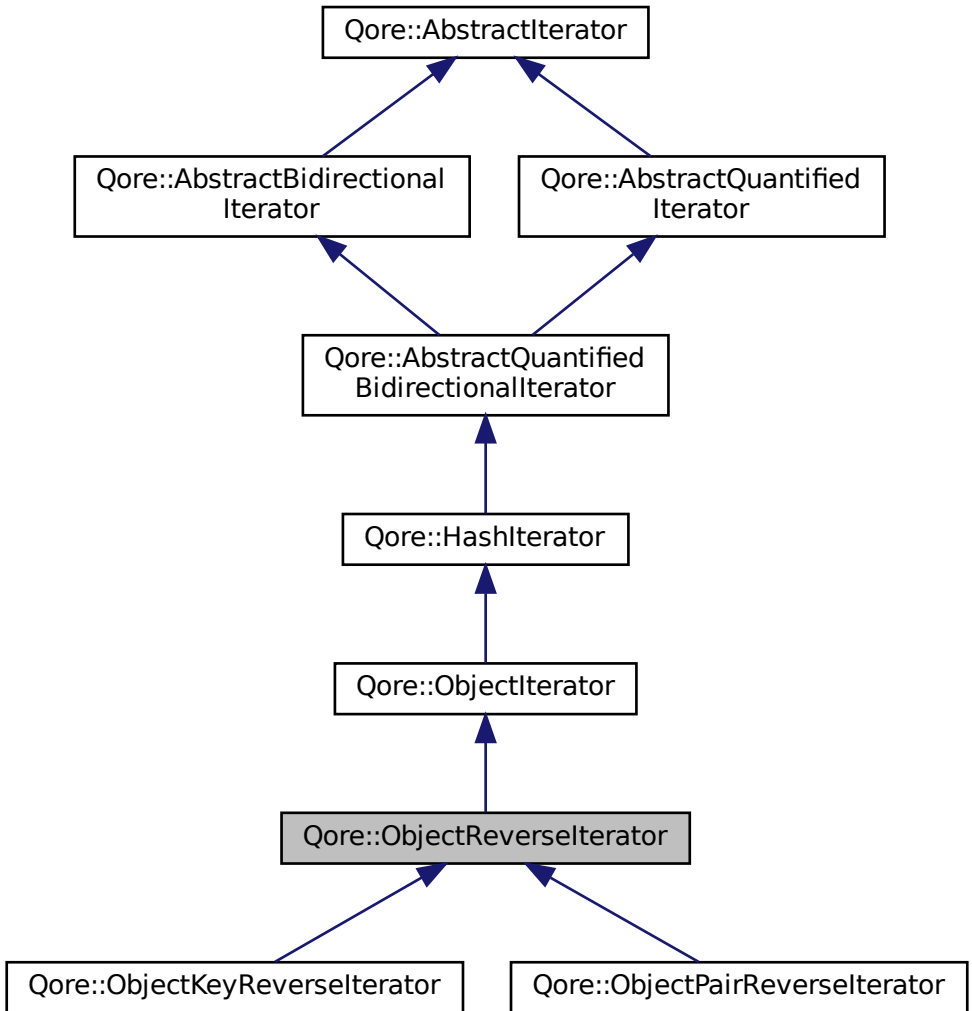 Qore::AbstractIterator
Qore::AbstractBidirectional
Iterator
Qore::AbstractQuantified
Iterator
Qore::AbstractQuantified
BidirectionalIterator
Qore::HashIterator
Qore::ObjectIterator
Qore::ObjectReverseIterator
Qore::ObjectKeyReverseIterator
Qore::ObjectPairReverseIterator